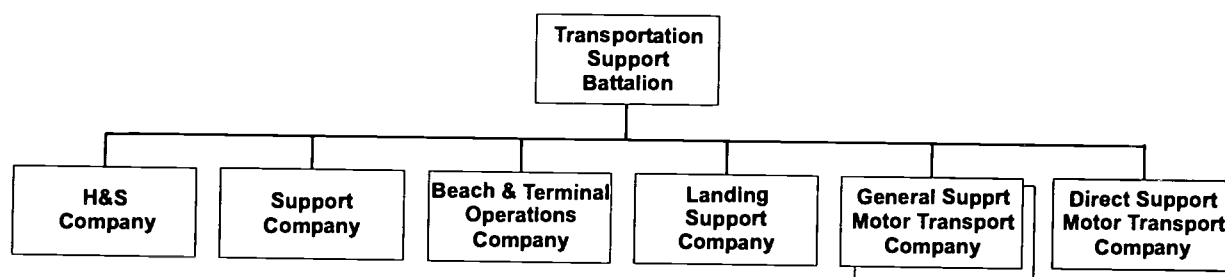 Transportation
Support
Battalion
H&S
Company
Support
Company
Beach & Terminal
Operations
Company
Landing
Support
Company
General Supprt
Motor Transport
Company
Direct Support
Motor Transport
Company